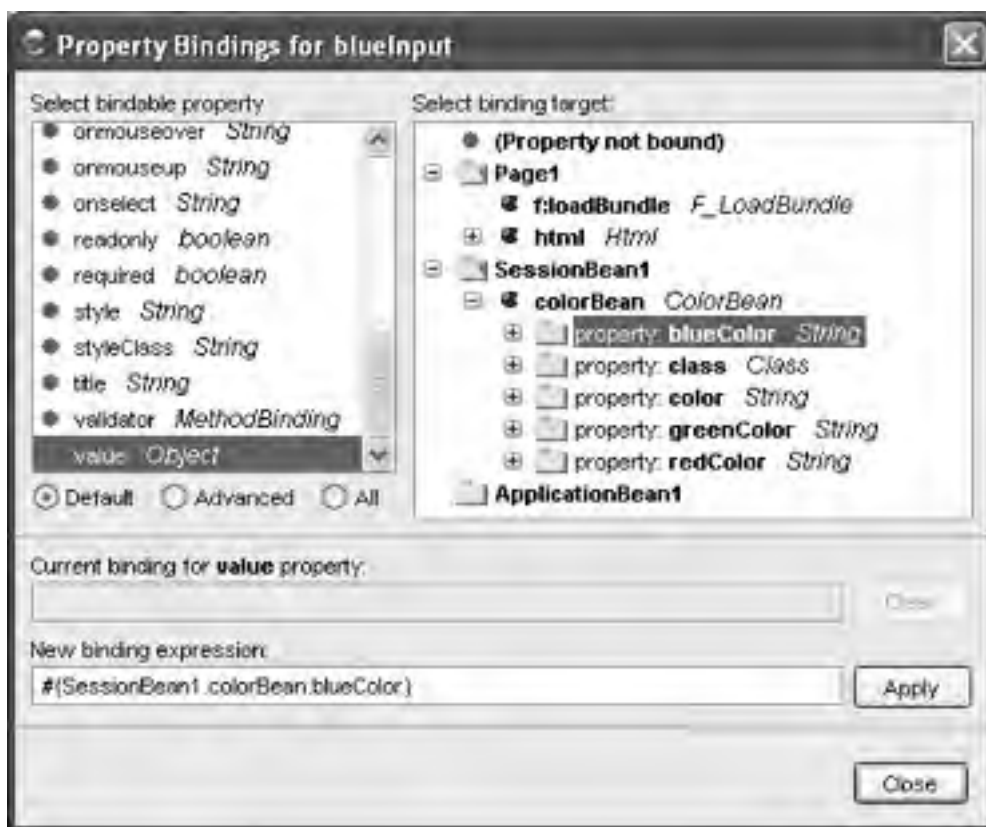 Property Bindings for blueInput
Select bindable property
onmouseover String
onmouseup String
onselect String
readonly boolean
required boolean
style String
styleClass String
title String
validator MethodBinding
value Object
Default Advanced All
Select binding target:
(Property not bound)
Page1
f:loadBundle F_LoadBundle
html Html
SessionBean1
colorBean ColorBean
property: blueColor String
property: class Class
property: color String
property: greenColor String
property: redColor String
ApplicationBean1
Current binding for value property:
Clear
New binding expression:
#{SessionBean1.colorBean.blueColor}
Apply
Close